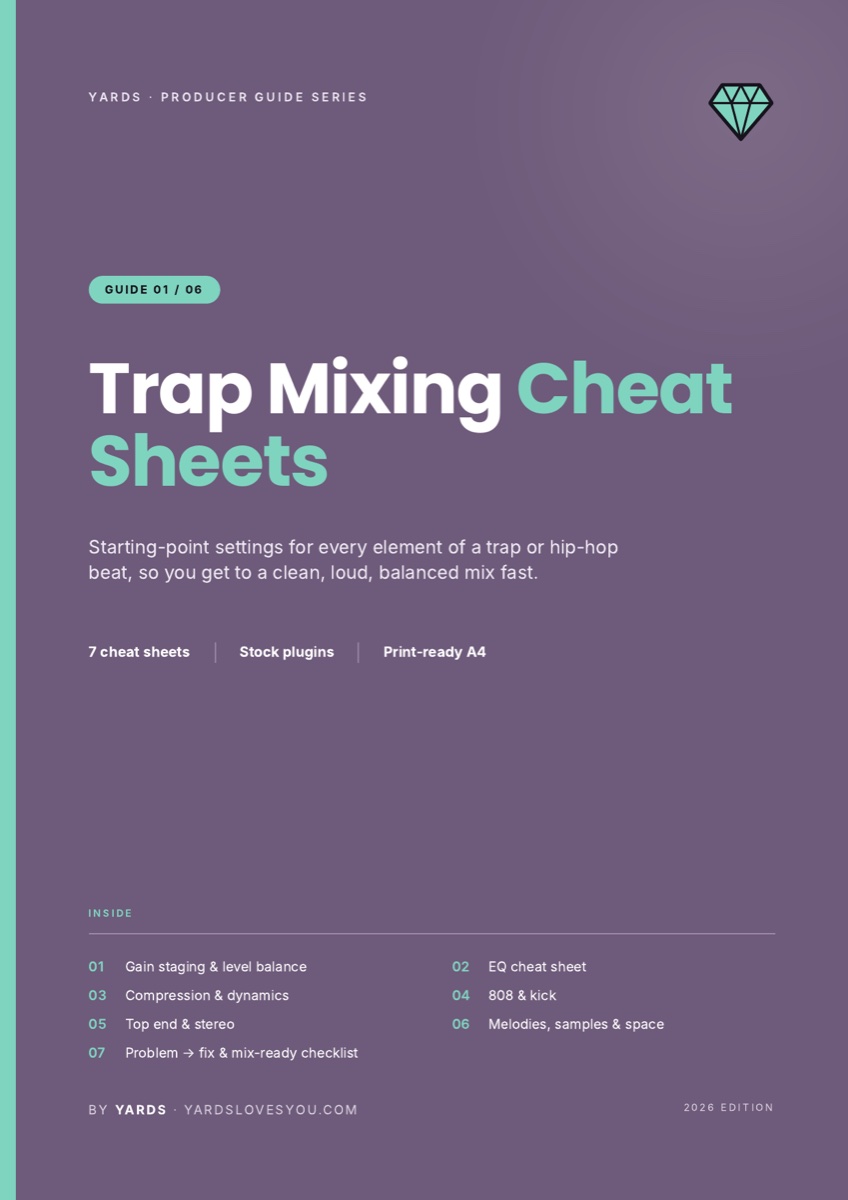 YARDS · PRODUCER GUIDE SERIES
GUIDE 01 / 06
Trap Mixing Cheat
Sheets
Starting-point settings for every element of a trap or hip-hop
beat, so you get to a clean, loud, balanced mix fast.
7 cheat sheets | Stock plugins | Print-ready A4
INSIDE
01 Gain staging & level balance
02 EQ cheat sheet
03 Compression & dynamics
04 808 & kick
05 Top end & stereo
06 Melodies, samples & space
07 Problem → fix & mix-ready checklist
BY YARDS · YARDSLOVESYOU.COM
2026 EDITION